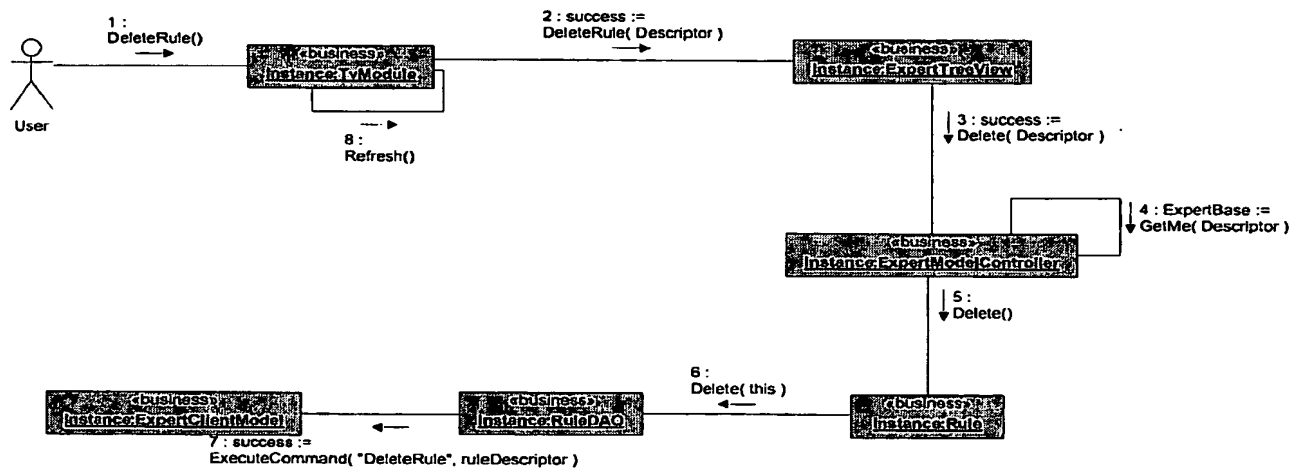 1 :
DeleteRule()
2 : success :=
DeleteRule( Descriptor )
«business»
Instance:TvModule
«business»
Instance:ExpertTreeView
User
8 :
Refresh()
3 : success :=
Delete( Descriptor )
4 : ExpertBase :=
GetMe( Descriptor )
«business»
Instance:ExpertModelController
5 :
Delete()
6 :
Delete( this )
«business»
Instance:ExpertClientModel
«business»
Instance:RuleDAO
«business»
Instance:Rule
7 : success :=
ExecuteCommand( "DeleteRule", ruleDescriptor )